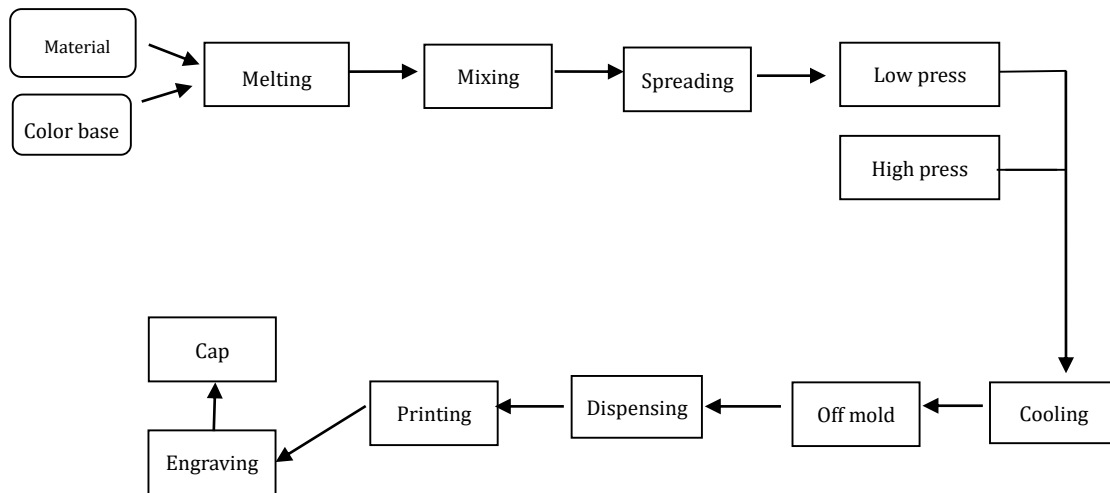 Material
Color base
Melting
Mixing
Spreading
Low press
High press
Cooling
Off mold
Dispensing
Printing
Engraving
Cap